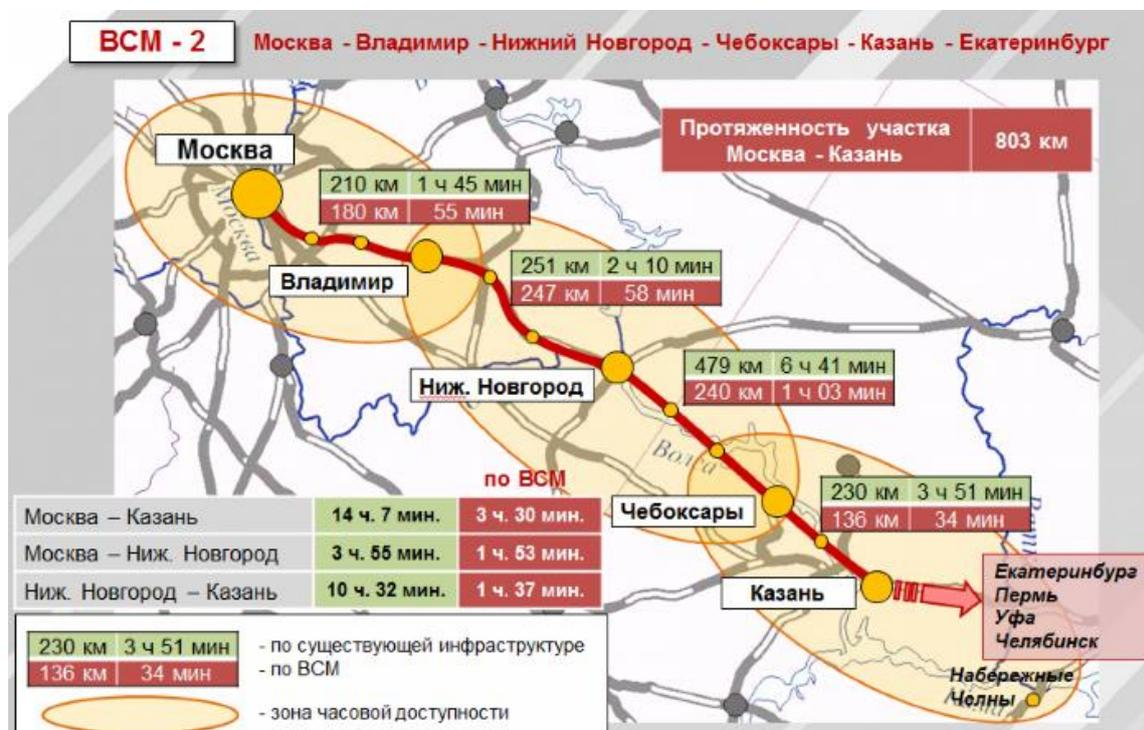 ВСМ - 2
Москва - Владимир - Нижний Новгород - Чебоксары - Казань - Екатеринбург
Протяженность участка
Москва - Казань
803 км
Москва
210 км 1 ч 45 мин
180 км 55 мин
Москва
Владимир
251 км 2 ч 10 мин
247 км 58 мин
Ниж. Новгород
479 км 6 ч 41 мин
240 км 1 ч 03 мин
Волга
Чебоксары
230 км 3 ч 51 мин
136 км 34 мин
Казань
Екатеринбург
Пермь
Уфа
Челябинск
Набережные
Челны
Кама
по ВСМ
Москва – Казань 14 ч. 7 мин. 3 ч. 30 мин.
Москва – Ниж. Новгород 3 ч. 55 мин. 1 ч. 53 мин.
Ниж. Новгород – Казань 10 ч. 32 мин. 1 ч. 37 мин.
230 км 3 ч 51 мин - по существующей инфраструктуре
136 км 34 мин - по ВСМ
- зона часовой доступности